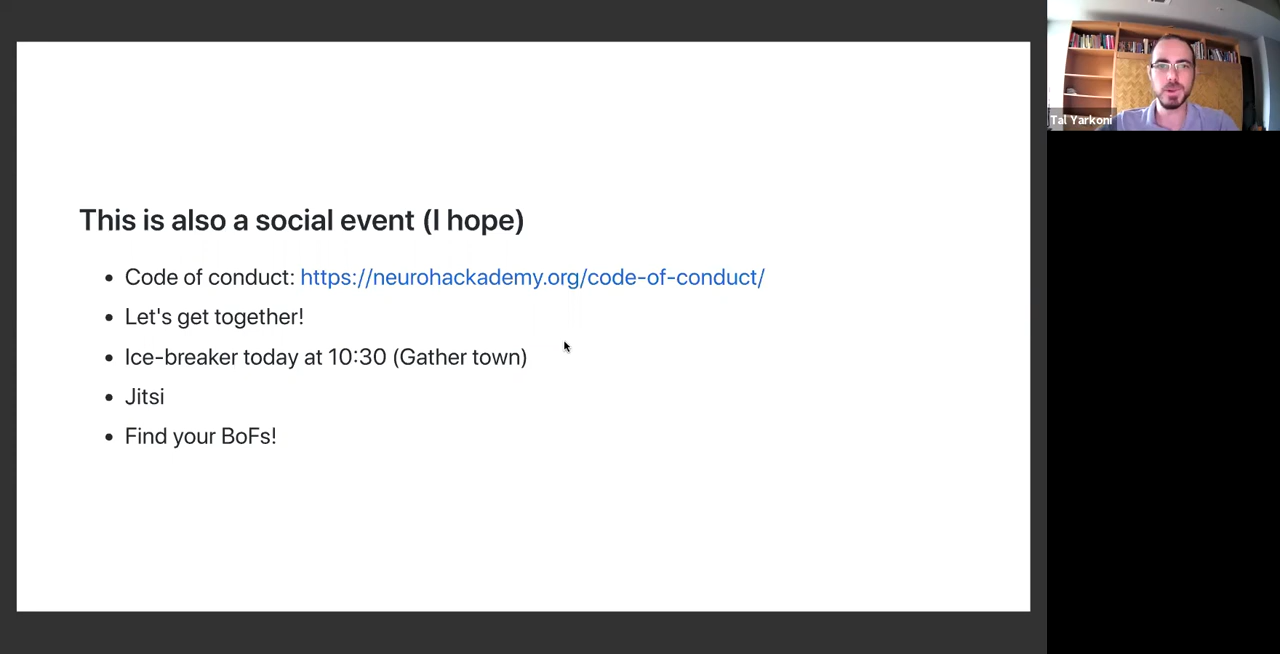 This is also a social event (I hope)
Code of conduct: https://neurohackademy.org/code-of-conduct/
Let's get together!
Ice-breaker today at 10:30 (Gather town)
Jitsi
Find your BoFs!
Tal Yarkoni